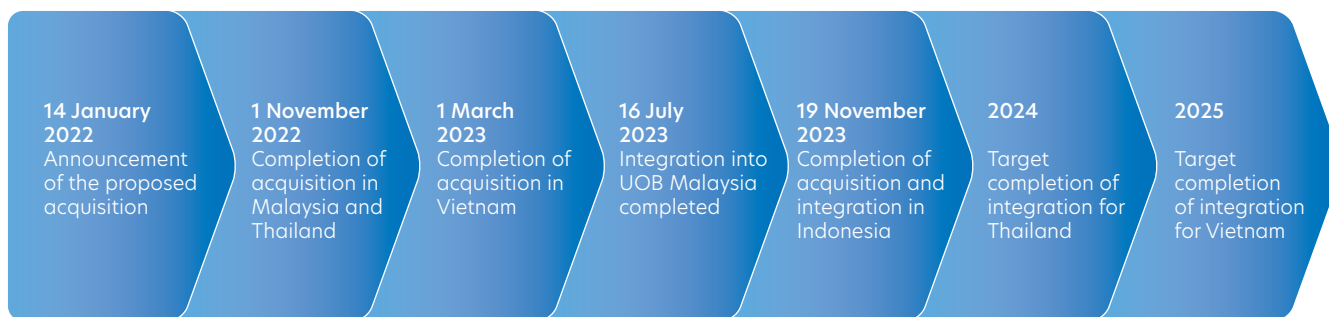 14 January
2022
Announcement
of the proposed
acquisition
1 November
2022
Completion of
acquisition in
Malaysia and
Thailand
1 March
2023
Completion of
acquisition in
Vietnam
16 July
2023
Integration into
UOB Malaysia
completed
19 November
2023
Completion of
acquisition and
integration in
Indonesia
2024
Target
completion of
integration for
Thailand
2025
Target
completion
of integration
for Vietnam